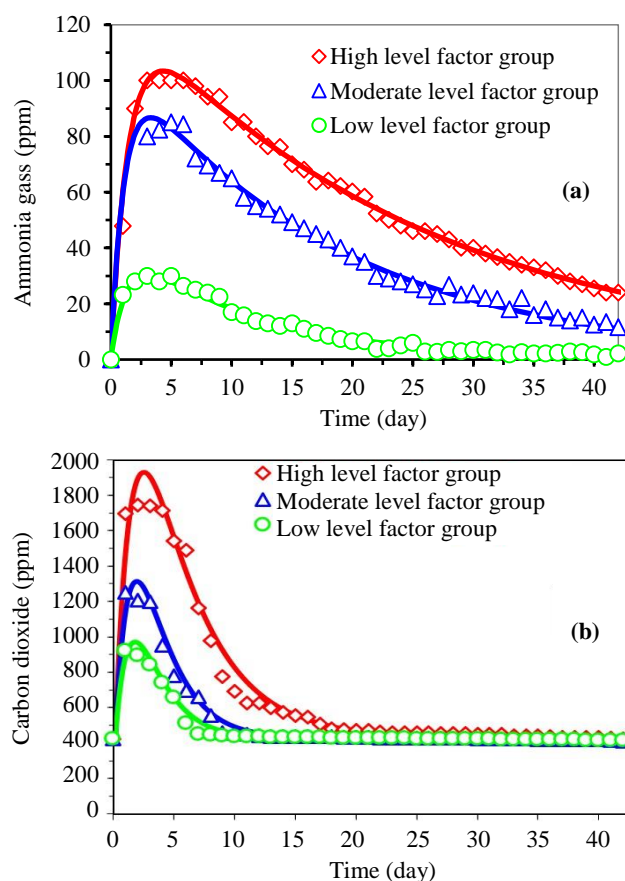 120
100
80
60
40
20
0
Ammonia gass (ppm)
High level factor group
Moderate level factor group
Low level factor group
(a)
0 5 10 15 20 25 30 35 40
Time (day)
2000
1800
1600
1400
1200
1000
800
600
400
200
0
Carbon dioxide (ppm)
High level factor group
Moderate level factor group
Low level factor group
(b)
0 5 10 15 20 25 30 35 40
Time (day)